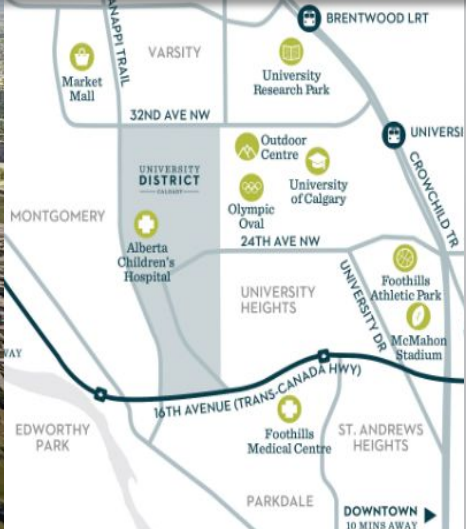 BRENTWOOD LRT
ANAPPI TRAIL
VARSITY
Market
Mall
University
Research Park
32ND AVE NW
UNIVERSI
Outdoor
Centre
UNIVERSITY
DISTRICT
CALGARY
University
of Calgary
CROWCHILD TR
Olympic
Oval
MONTGOMERY
Alberta
Children's
Hospital
24TH AVE NW
Foothills
Athletic Park
UNIVERSITY
HEIGHTS
UNIVERSITY DR
McMahon
Stadium
WAY
16TH AVENUE (TRANS-CANADA HWY)
EDWORTHY
PARK
Foothills
Medical Centre
ST. ANDREWS
HEIGHTS
PARKDALE
DOWNTOWN
10 MINS AWAY